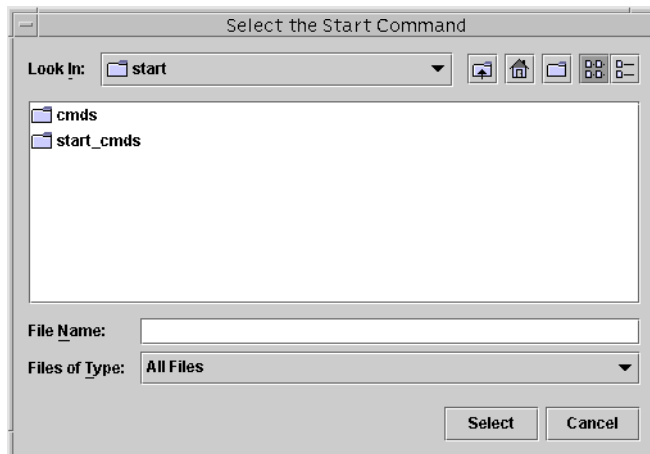 Select the Start Command
Look In: start
cmds
start_cmds
File Name:
Files of Type: All Files
Select Cancel